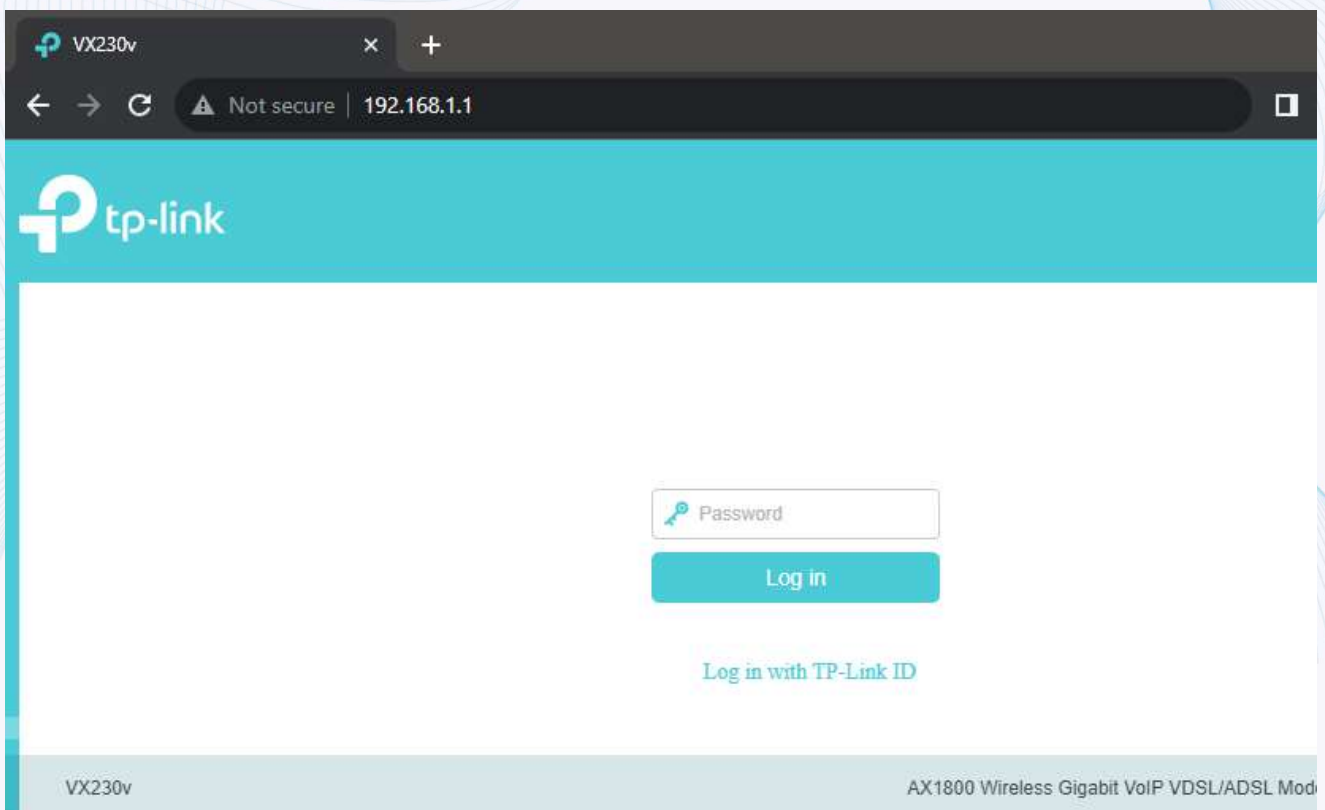 VX230v
Not secure | 192.168.1.1
tp-link
Password
Log in
Log in with TP-Link ID
VX230v
AX1800 Wireless Gigabit VoIP VDSL/ADSL